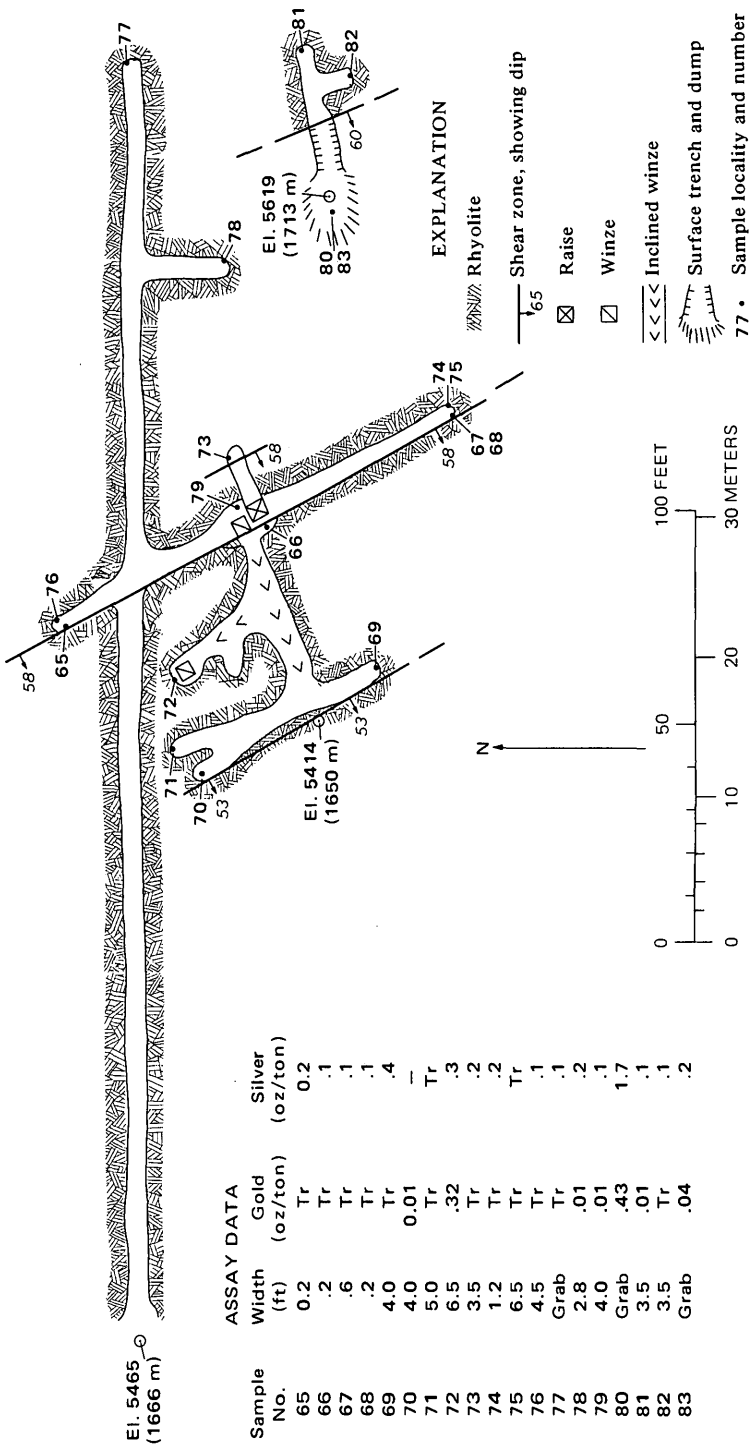 77
81
82
78
El. 5619
(1713 m)
80
83
60
76
65
58
79
73
58
66
74
75
67
68
58
72
71
70
53
69
53
El. 5414
(1650 m)
N
El. 5465
(1666 m)
EXPLANATION
Rhyolite
65 Shear zone, showing dip
Raise
Winze
Inclined winze
Surface trench and dump
77 • Sample locality and number
0 50 100 FEET
0 10 20 30 METERS
ASSAY DATA
Sample Width Gold Silver
No. (ft) (oz/ton) (oz/ton)
65 0.2 Tr 0.2
66 .2 Tr .1
67 .6 Tr .1
68 .2 Tr .1
69 4.0 Tr .4
70 4.0 0.01 —
71 5.0 Tr Tr
72 6.5 .32 .3
73 3.5 Tr .2
74 1.2 Tr .2
75 6.5 Tr Tr
76 4.5 Tr .1
77 Grab Tr .1
78 2.8 .01 .2
79 4.0 .01 .1
80 Grab .43 1.7
81 3.5 .01 .1
82 3.5 Tr .1
83 Grab .04 .2